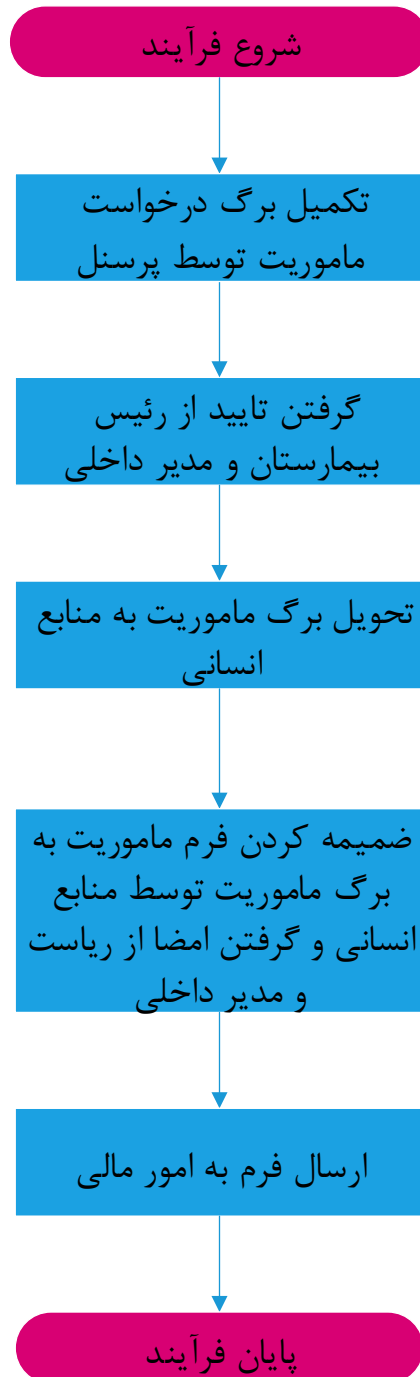 شروع فرآیند
تکمیل برگ درخواست
ماموریت توسط پرسنل
گرفتن تایید از رئیس
بیمارستان و مدیر داخلی
تحویل برگ ماموریت به منابع
انسانی
ضمیمه کردن فرم ماموریت به
برگ ماموریت توسط منابع
انسانی و گرفتن امضا از ریاست
و مدیر داخلی
ارسال فرم به امور مالی
پایان فرآیند